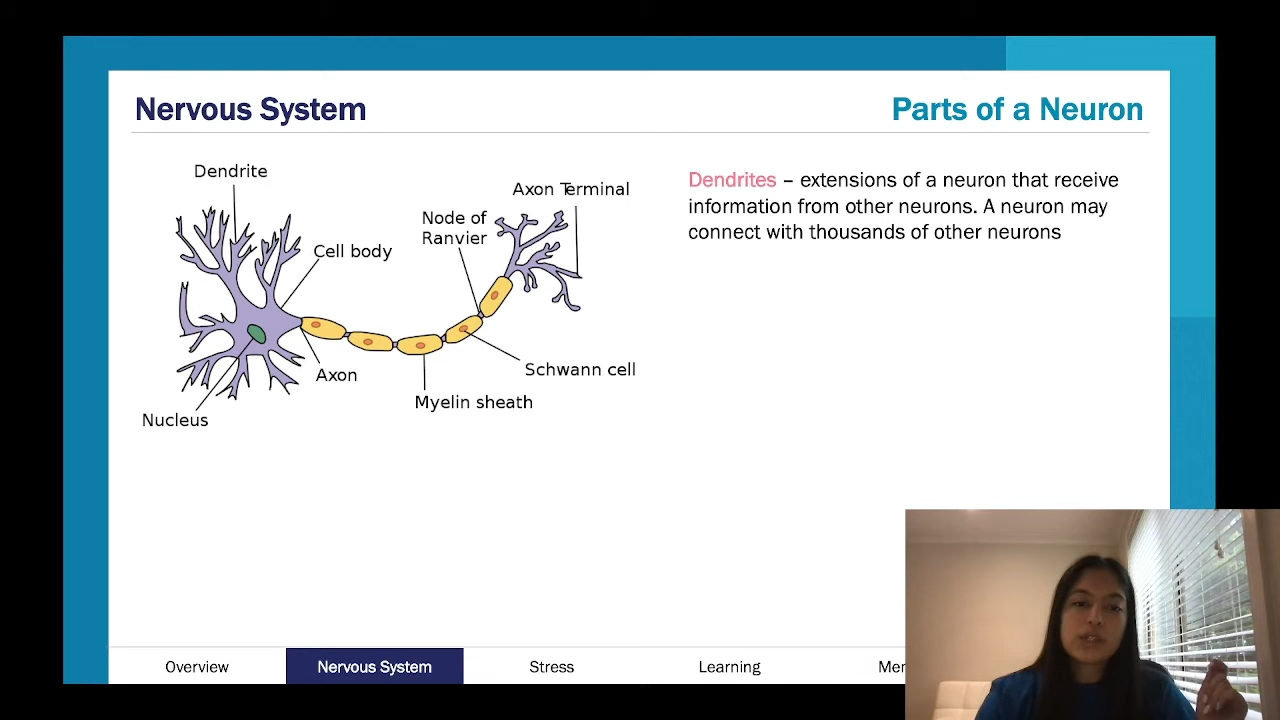 Nervous System
Parts of a Neuron
Dendrite
Axon Terminal
Node of
Ranvier
Cell body
Axon
Schwann cell
Myelin sheath
Nucleus
Dendrites – extensions of a neuron that receive
information from other neurons. A neuron may
connect with thousands of other neurons
Overview
Nervous System
Stress
Learning